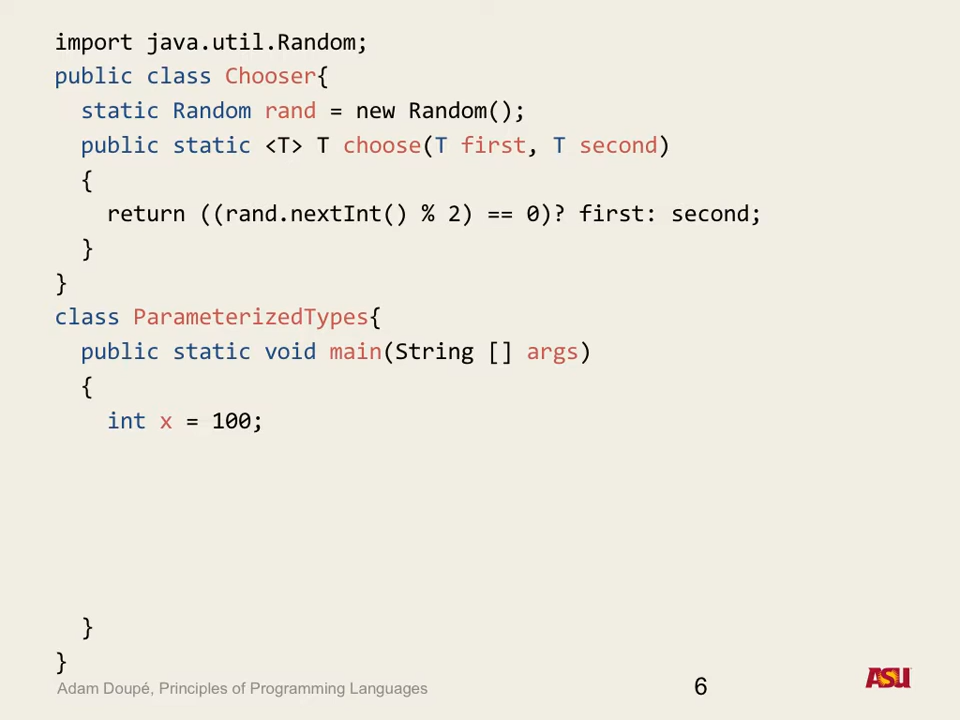 import java.util.Random;
public class Chooser{
  static Random rand = new Random();
  public static <T> T choose(T first, T second)
  {
    return ((rand.nextInt() % 2) == 0)? first: second;
  }
}
class ParameterizedTypes{
  public static void main(String [] args)
  {
    int x = 100;
  }
}
Adam Doupé, Principles of Programming Languages
6
ASU